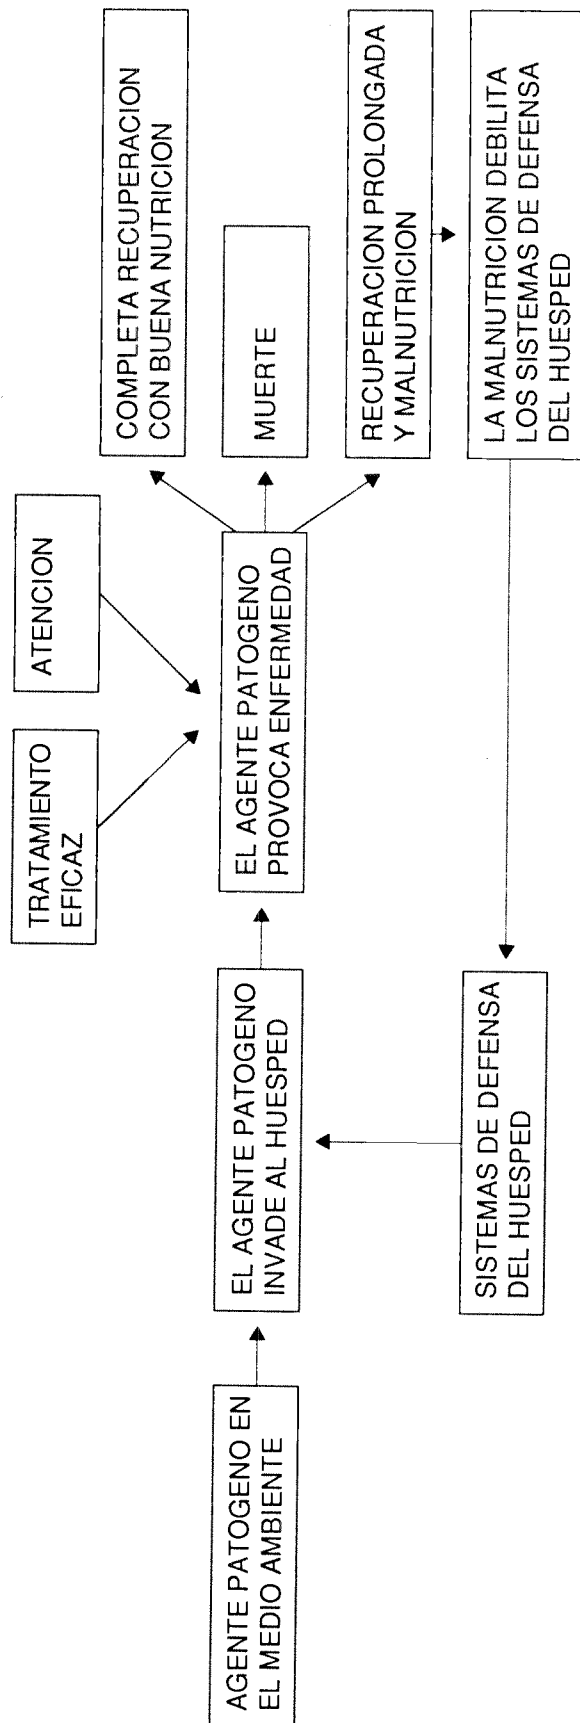 TRATAMIENTO
EFICAZ
ATENCION
AGENTE PATOGENO EN
EL MEDIO AMBIENTE
EL AGENTE PATOGENO
INVADE AL HUESPED
EL AGENTE PATOGENO
PROVOCA ENFERMEDAD
COMPLETA RECUPERACION
CON BUENA NUTRICION
MUERTE
RECUPERACION PROLONGADA
Y MALNUTRICION
SISTEMAS DE DEFENSA
DEL HUESPED
LA MALNUTRICION DEBILITA
LOS SISTEMAS DE DEFENSA
DEL HUESPED